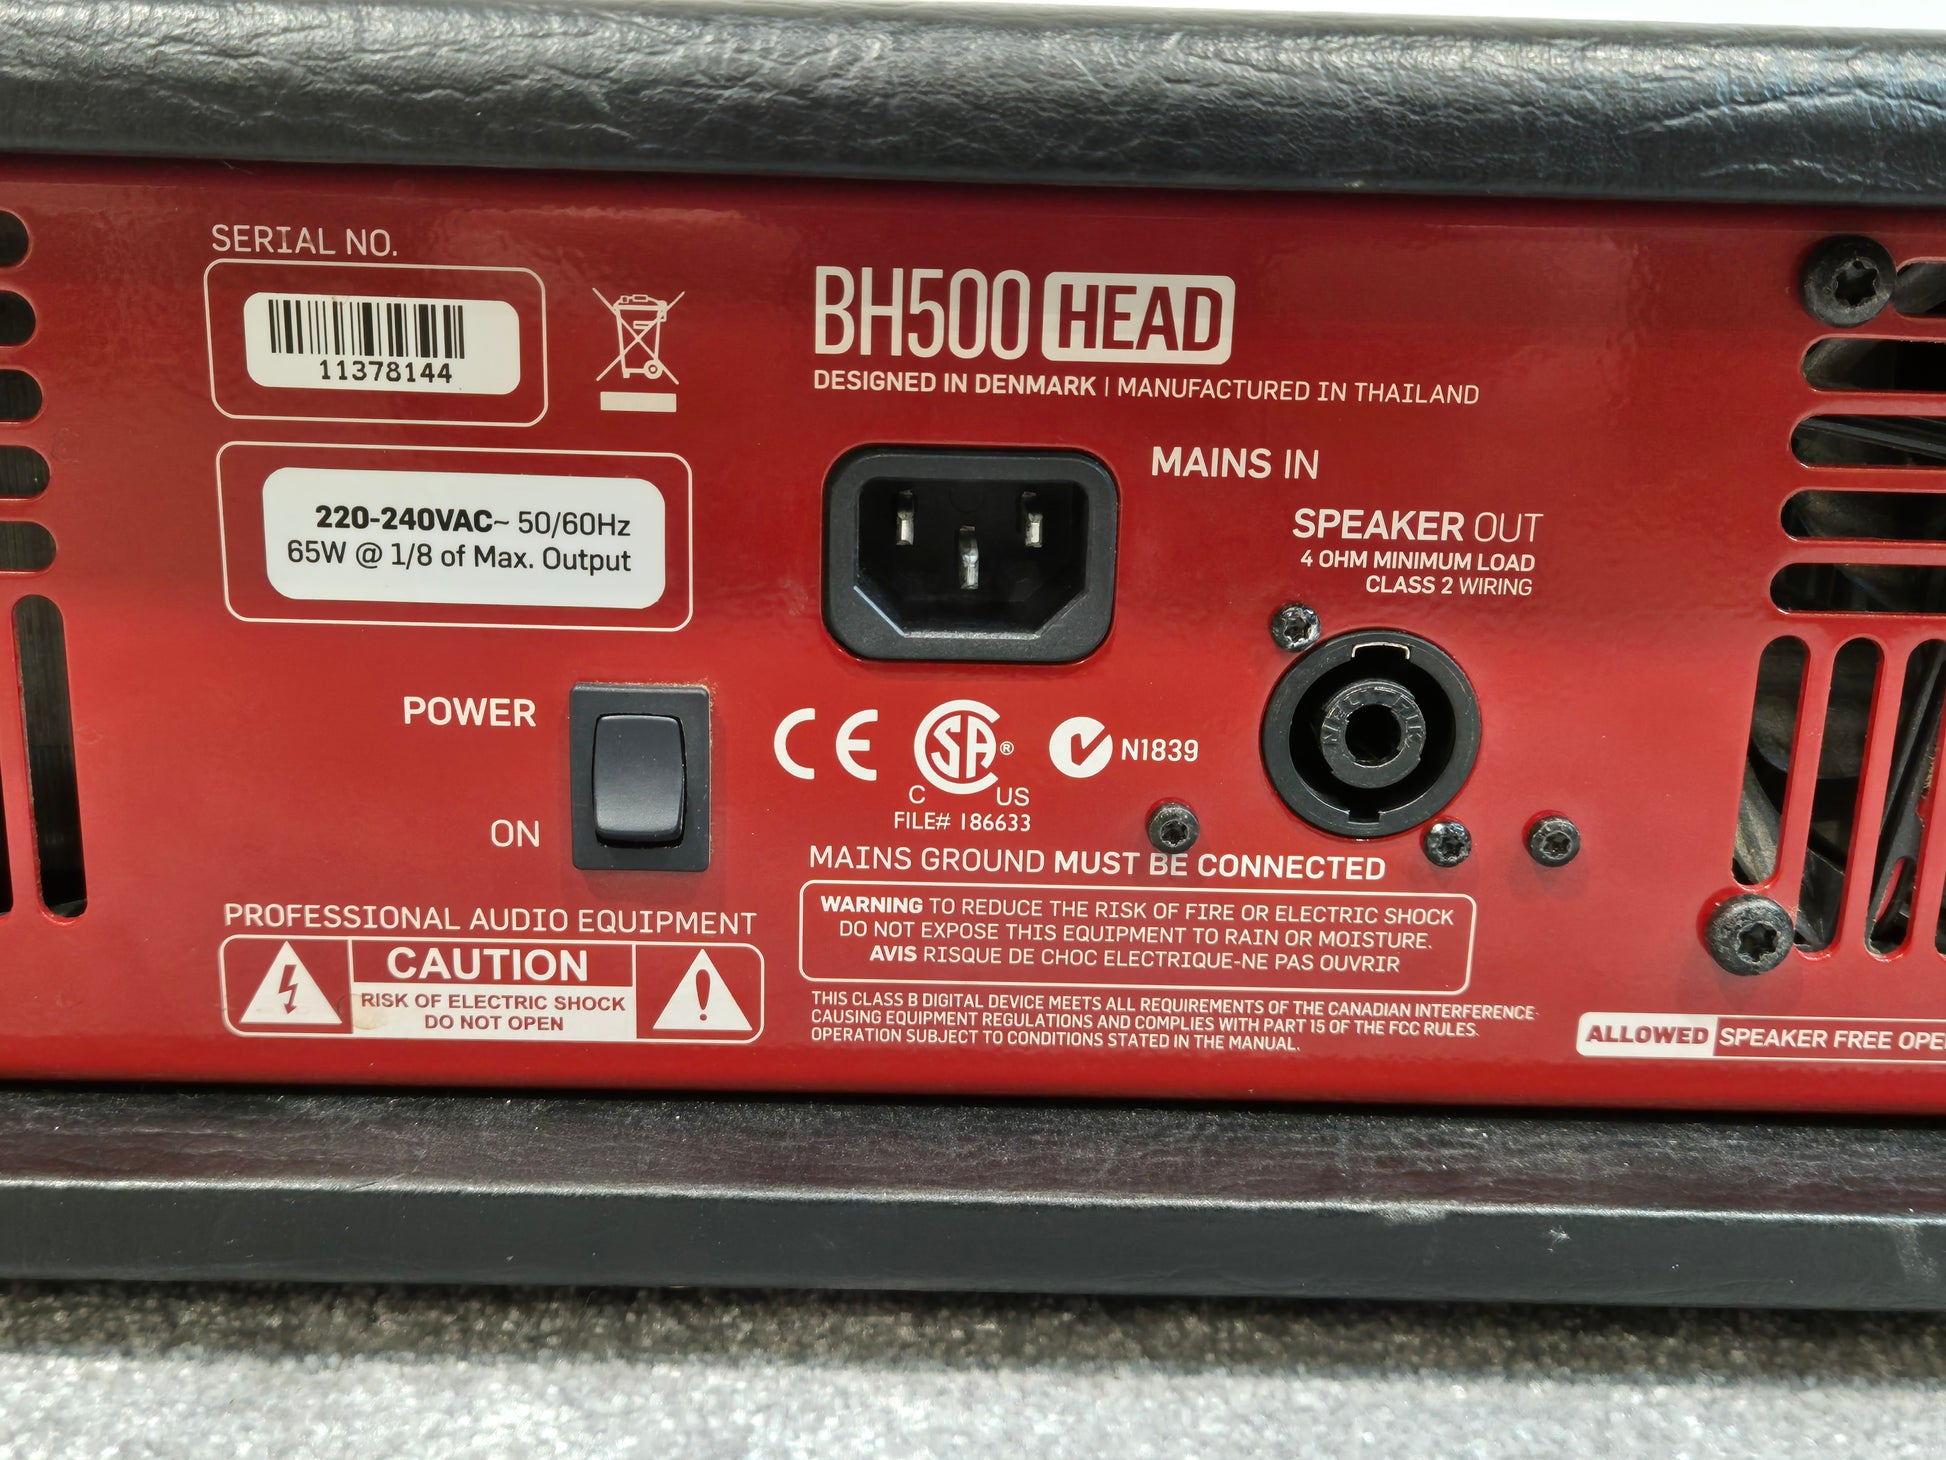 SERIAL NO.
11378144
220-240VAC~ 50/60Hz
65W @ 1/8 of Max. Output
POWER
ON
PROFESSIONAL AUDIO EQUIPMENT
CAUTION
RISK OF ELECTRIC SHOCK
DO NOT OPEN
BH500 HEAD
DESIGNED IN DENMARK | MANUFACTURED IN THAILAND
MAINS IN
SPEAKER OUT
4 OHM MINIMUM LOAD
CLASS 2 WIRING
NEUTRIK
CE
SA®
C US
FILE# 186633
N1839
MAINS GROUND MUST BE CONNECTED
WARNING TO REDUCE THE RISK OF FIRE OR ELECTRIC SHOCK
DO NOT EXPOSE THIS EQUIPMENT TO RAIN OR MOISTURE.
AVIS RISQUE DE CHOC ELECTRIQUE-NE PAS OUVRIR
THIS CLASS B DIGITAL DEVICE MEETS ALL REQUIREMENTS OF THE CANADIAN INTERFERENCE-
CAUSING EQUIPMENT REGULATIONS AND COMPLIES WITH PART 15 OF THE FCC RULES.
OPERATION SUBJECT TO CONDITIONS STATED IN THE MANUAL.
ALLOWED SPEAKER FREE